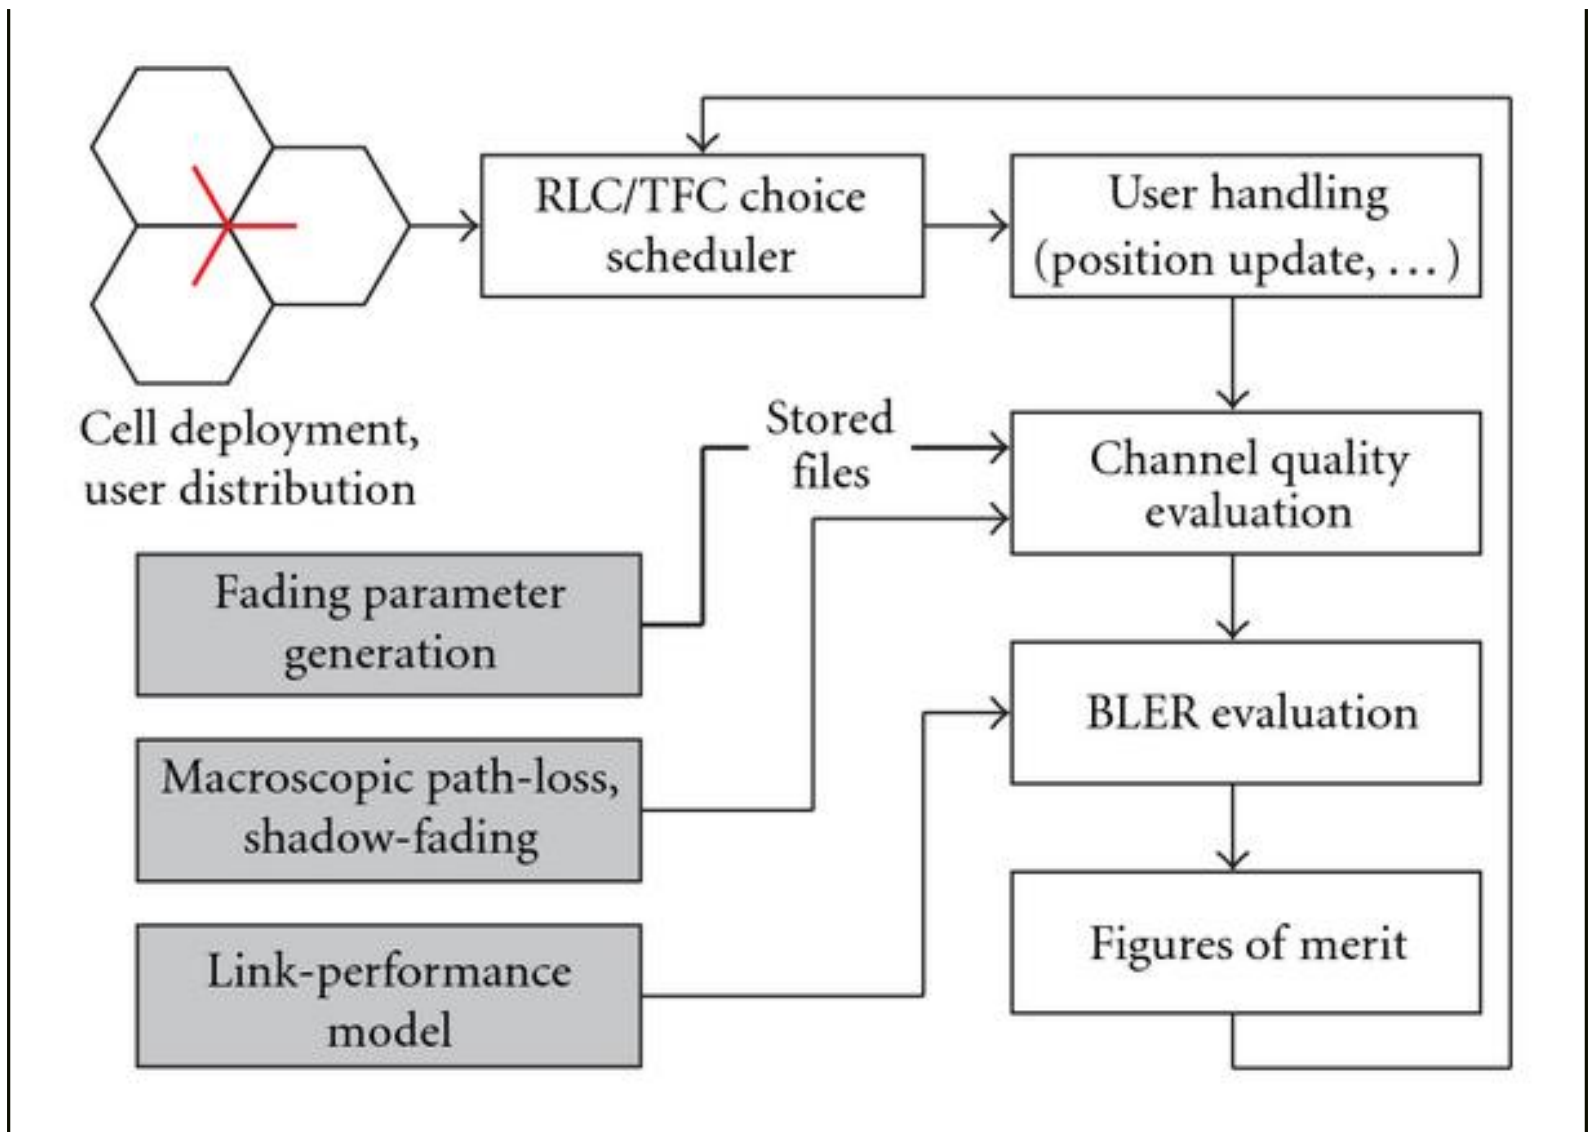 RLC/TFC choice
scheduler
User handling
(position update, ...)
Cell deployment,
user distribution
Stored
files
Channel quality
evaluation
Fading parameter
generation
BLER evaluation
Macroscopic path-loss,
shadow-fading
Figures of merit
Link-performance
model